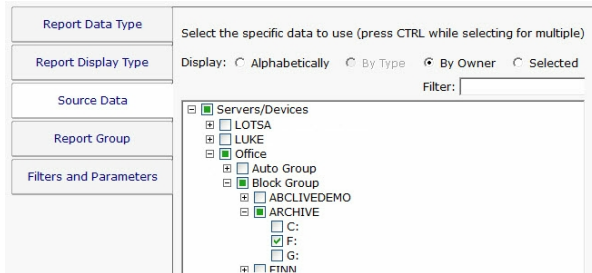 Report Data Type
Report Display Type
Source Data
Report Group
Filters and Parameters
Select the specific data to use (press CTRL while selecting for multiple)
Display: Alphabetically By Type By Owner Selected
Filter:
Servers/Devices
LOTSA
LUKE
Office
Auto Group
Block Group
ABCLIVEDEMO
ARCHIVE
C:
F:
G:
FINN